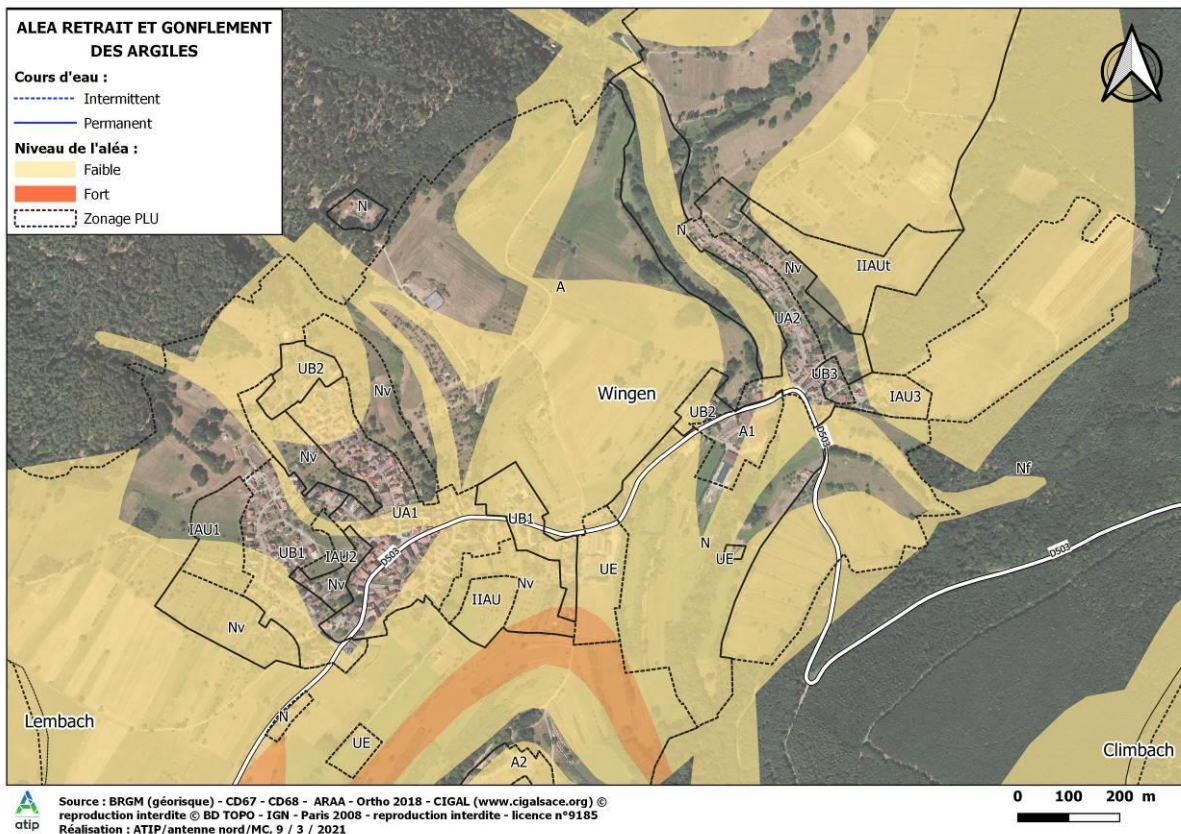 ALEA RETRAIT ET GONFLEMENT
DES ARGILES
Cours d'eau :
Intermittent
Permanent
Niveau de l'aléa :
Faible
Fort
Zonage PLU
N
N
Nv
IIAUt
A
UA2
UB2
Nv
Wingen
UB3
UB2
IAU3
A1
D503
Nv
Nf
IAU1
UA1
UB1
D503
UB1
IAU2
D503
N
UE
UE
Nv
IIAU
Nv
Nv
N
Lembach
UE
A2
Climbach
atip
Source : BRGM (géorisque) - CD67 - CD68 - ARAA - Ortho 2018 - CIGAL (www.cigalsace.org) ©
reproduction interdite © BD TOPO - IGN - Paris 2008 - reproduction interdite - licence n°9185
Réalisation : ATIP/antenne nord/MC, 9 / 3 / 2021
0 100 200 m